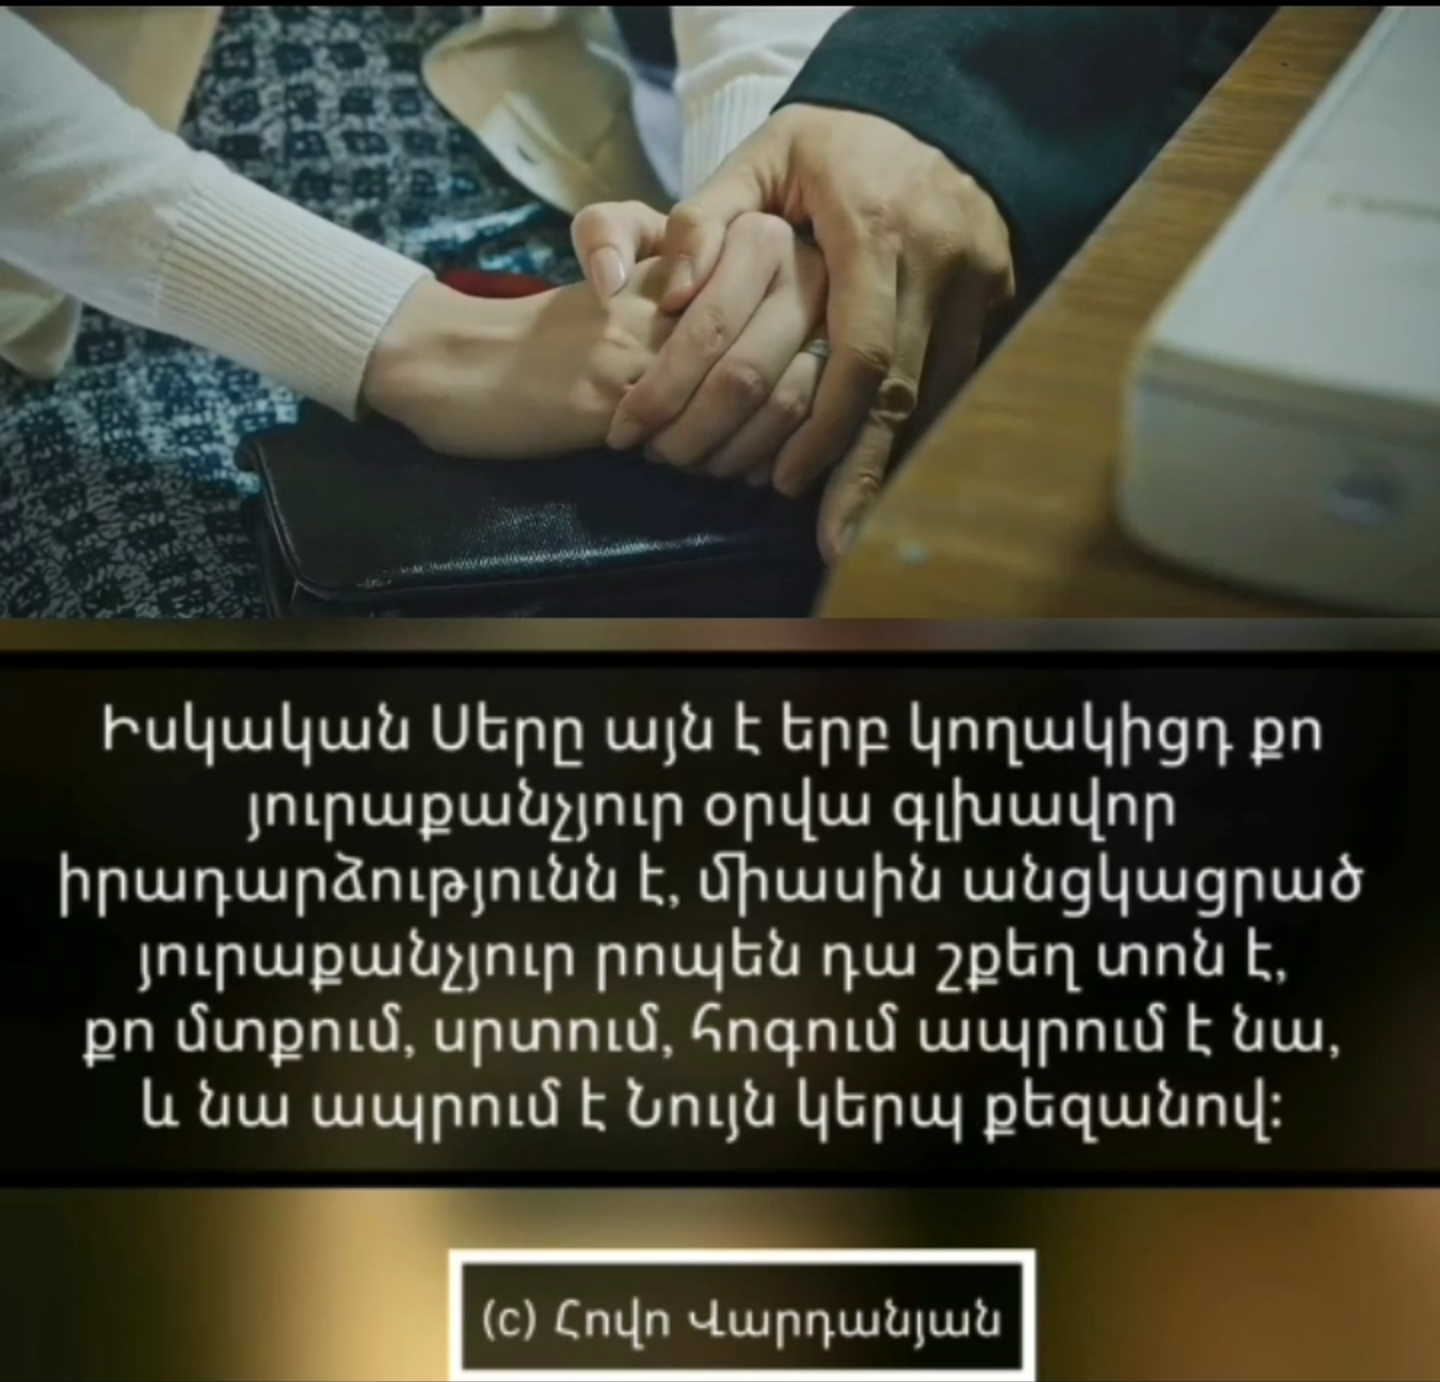 Իսկական Սերը այն է երբ կողակիցդ քո
յուրաքանչյուր օրվա գլխավոր
իրադարձությունն է, միասին անցկացրած
յուրաքանչյուր րոպեն դա շքեղ տոն է,
քո մտքում, սրտում, հոգում ապրում է նա,
և նա ապրում է Նույն կերպ քեզանով:
(c) Հովո Վարդանյան